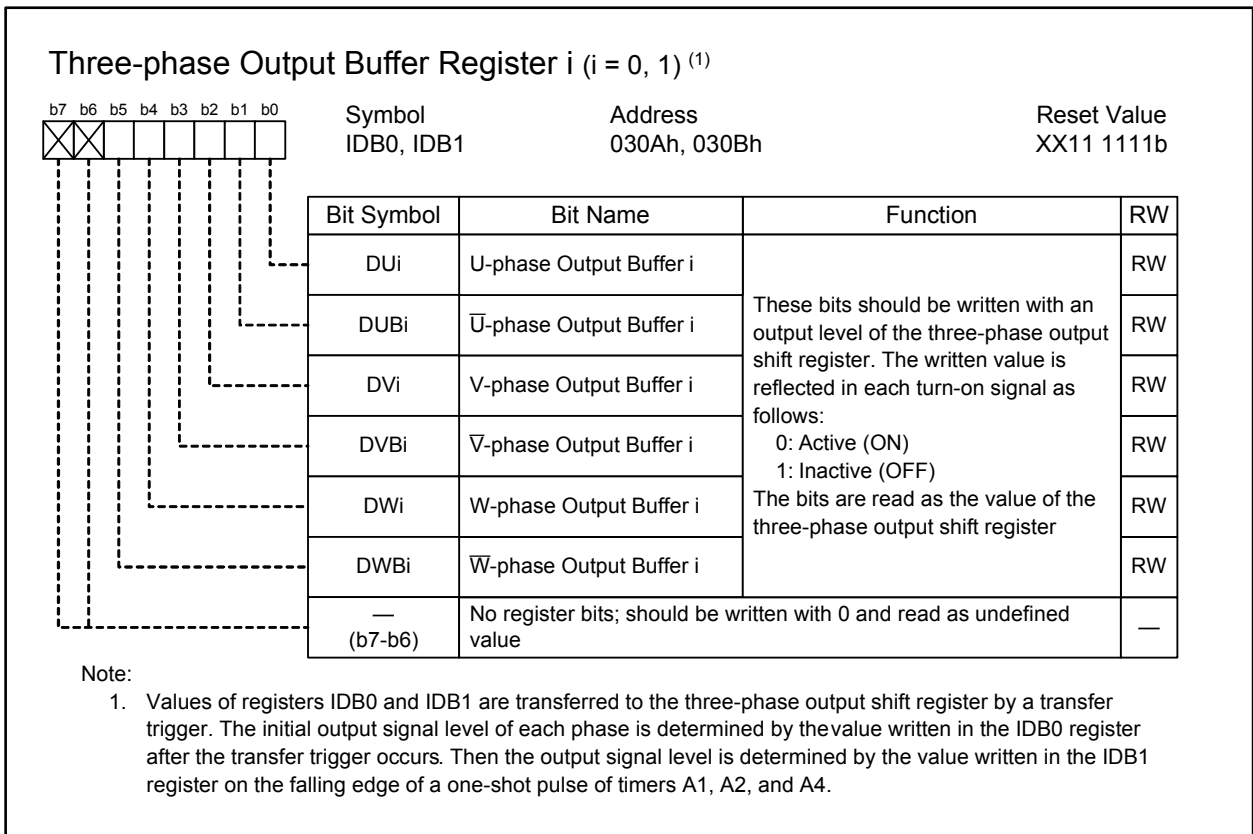 Three-phase Output Buffer Register i (i = 0, 1) (1)
b7 b6 b5 b4 b3 b2 b1 b0
Symbol Address Reset Value
IDB0, IDB1 030Ah, 030Bh XX11 1111b
Bit Symbol Bit Name Function RW
DUi U-phase Output Buffer i RW
DUBi U̅-phase Output Buffer i RW
DVi V-phase Output Buffer i RW
DVBi V̅-phase Output Buffer i RW
DWi W-phase Output Buffer i RW
DWBi W̅-phase Output Buffer i RW
These bits should be written with an
output level of the three-phase output
shift register. The written value is
reflected in each turn-on signal as
follows:
0: Active (ON)
1: Inactive (OFF)
The bits are read as the value of the
three-phase output shift register
— (b7-b6)
No register bits; should be written with 0 and read as undefined
value
—
Note:
1. Values of registers IDB0 and IDB1 are transferred to the three-phase output shift register by a transfer
trigger. The initial output signal level of each phase is determined by thevalue written in the IDB0 register
after the transfer trigger occurs. Then the output signal level is determined by the value written in the IDB1
register on the falling edge of a one-shot pulse of timers A1, A2, and A4.